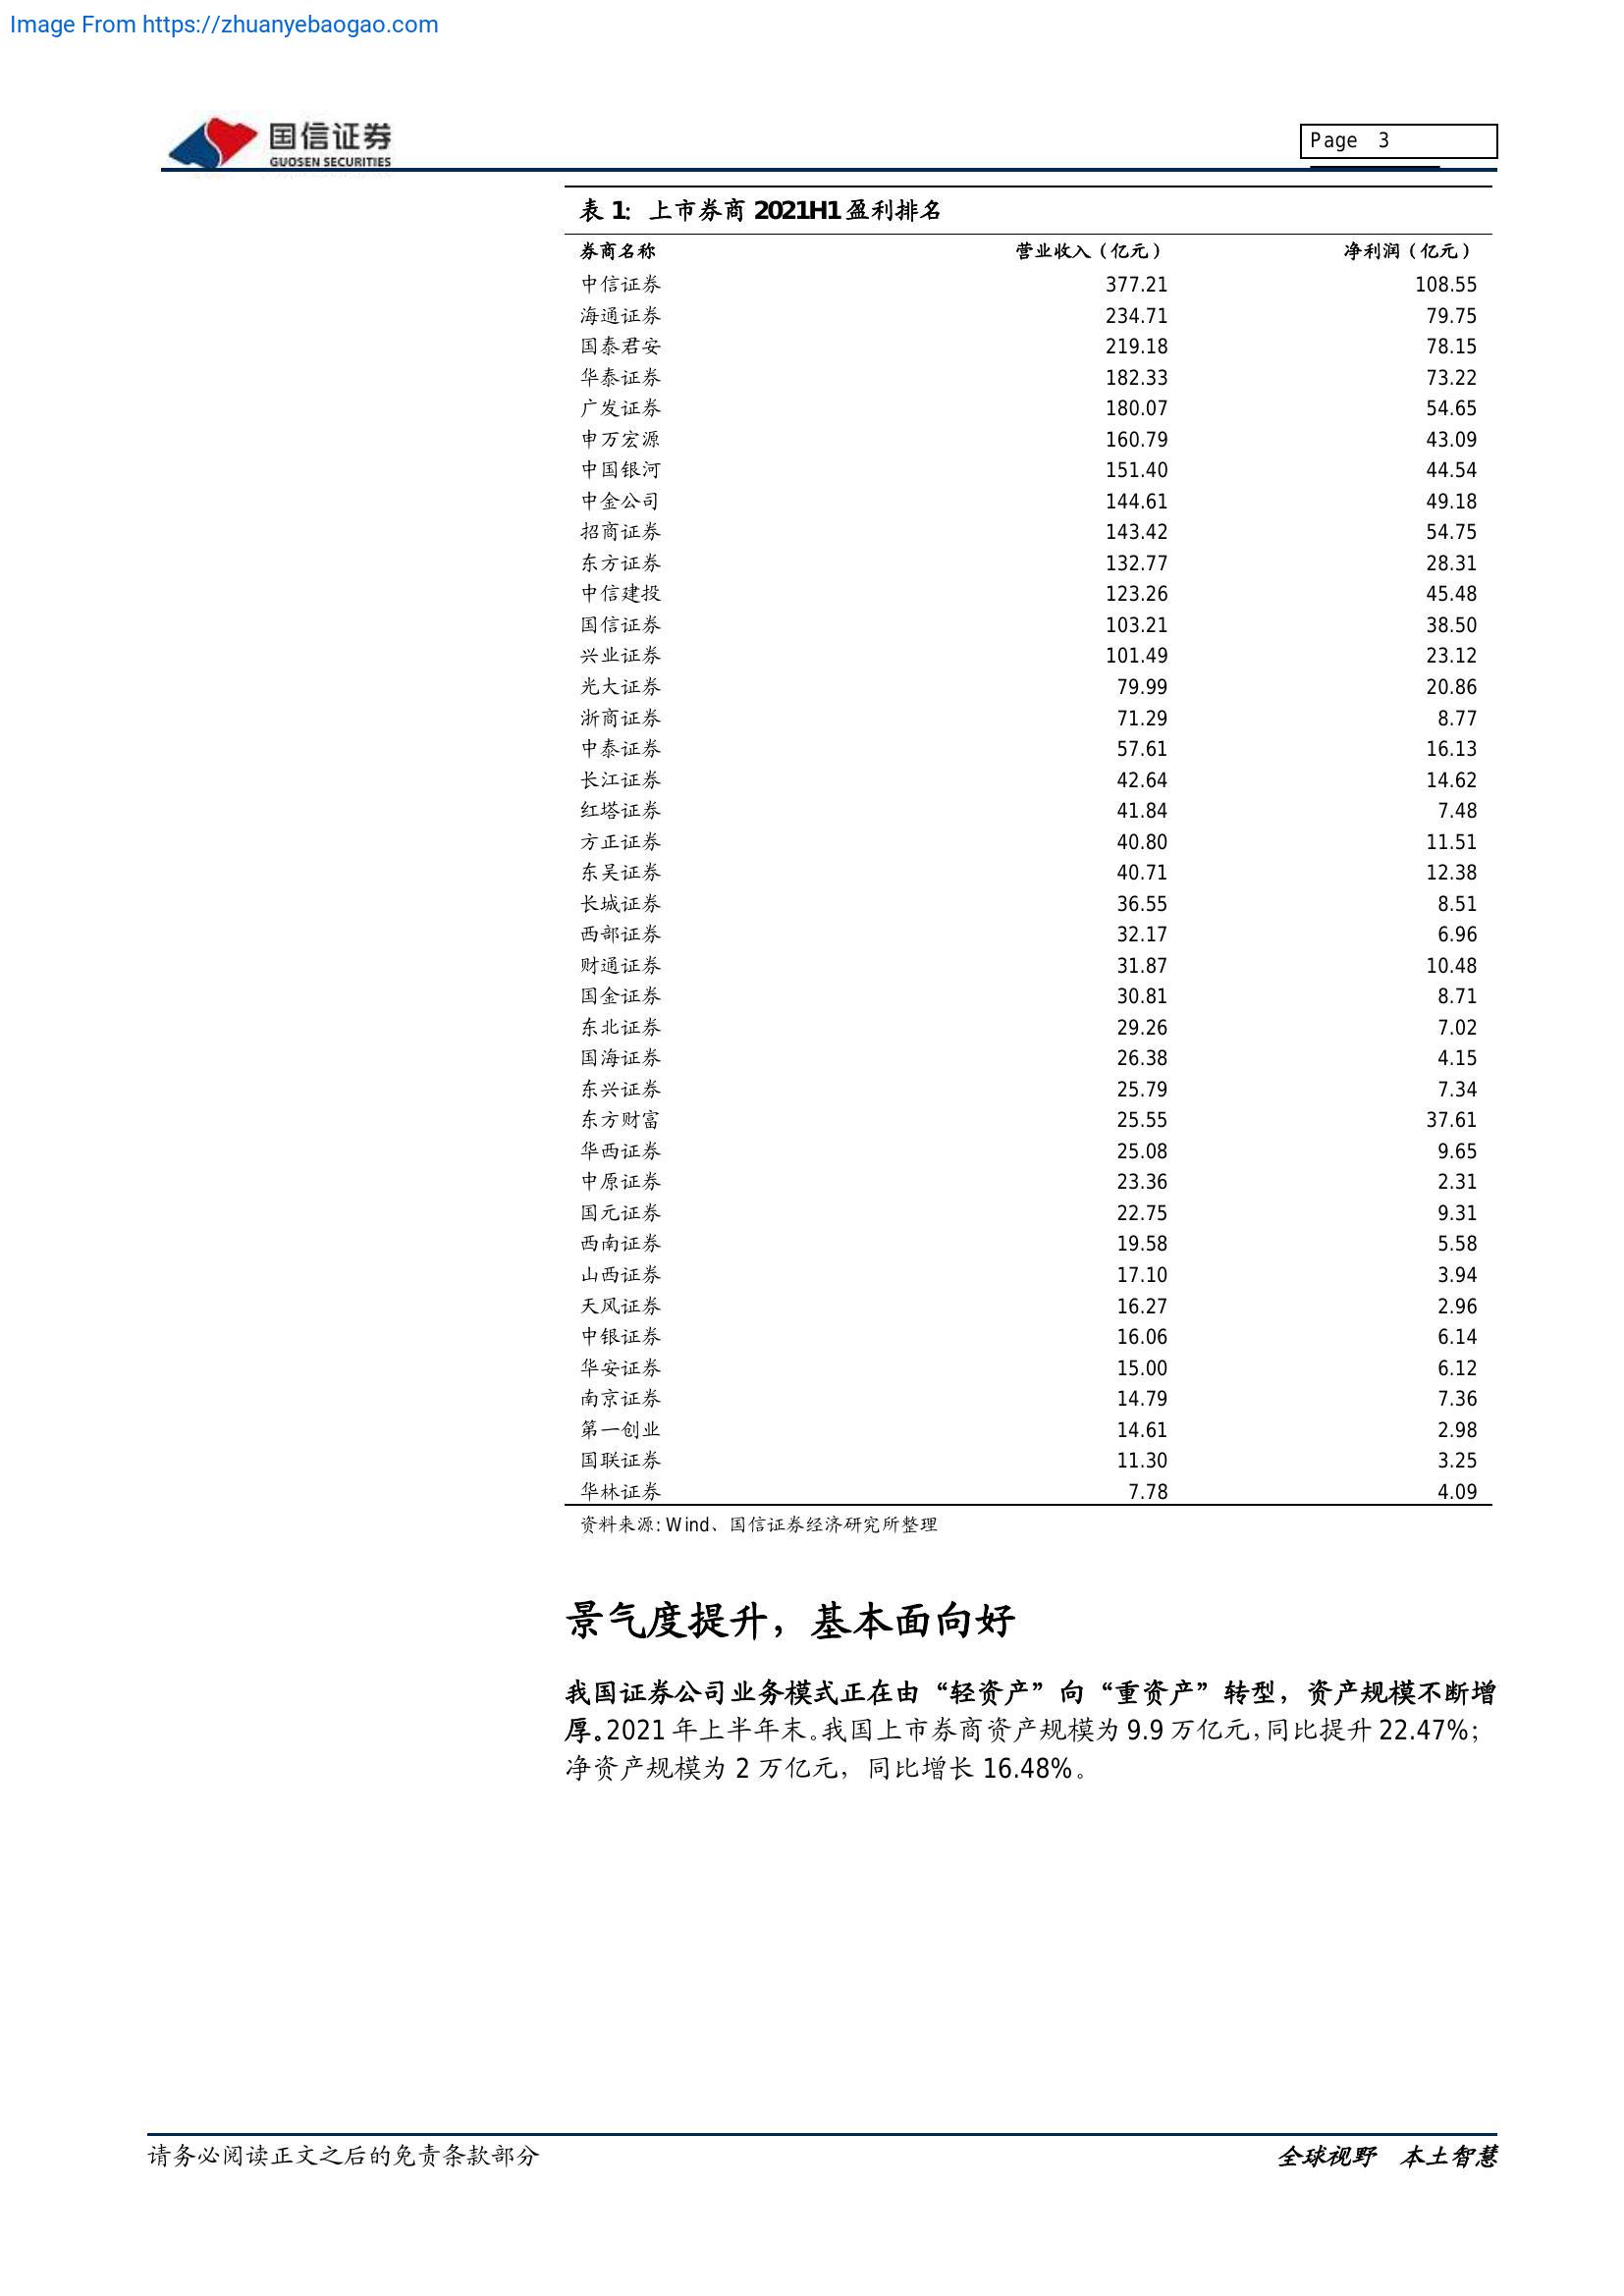 Image From https://zhuanyebaogao.com
国信证券
GUOSEN SECURITIES
Page 3
表 1: 上市券商 2021H1 盈利排名
券商名称 营业收入（亿元） 净利润（亿元）
中信证券 377.21 108.55
海通证券 234.71 79.75
国泰君安 219.18 78.15
华泰证券 182.33 73.22
广发证券 180.07 54.65
申万宏源 160.79 43.09
中国银河 151.40 44.54
中金公司 144.61 49.18
招商证券 143.42 54.75
东方证券 132.77 28.31
中信建投 123.26 45.48
国信证券 103.21 38.50
兴业证券 101.49 23.12
光大证券 79.99 20.86
浙商证券 71.29 8.77
中泰证券 57.61 16.13
长江证券 42.64 14.62
红塔证券 41.84 7.48
方正证券 40.80 11.51
东吴证券 40.71 12.38
长城证券 36.55 8.51
西部证券 32.17 6.96
财通证券 31.87 10.48
国金证券 30.81 8.71
东北证券 29.26 7.02
国海证券 26.38 4.15
东兴证券 25.79 7.34
东方财富 25.55 37.61
华西证券 25.08 9.65
中原证券 23.36 2.31
国元证券 22.75 9.31
西南证券 19.58 5.58
山西证券 17.10 3.94
天风证券 16.27 2.96
中银证券 16.06 6.14
华安证券 15.00 6.12
南京证券 14.79 7.36
第一创业 14.61 2.98
国联证券 11.30 3.25
华林证券 7.78 4.09
资料来源: Wind、国信证券经济研究所整理
景气度提升，基本面向好
我国证券公司业务模式正在由“轻资产”向“重资产”转型，资产规模不断增
厚。2021 年上半年末。我国上市券商资产规模为 9.9 万亿元，同比提升 22.47%；
净资产规模为 2 万亿元，同比增长 16.48%。
请务必阅读正文之后的免责条款部分
全球视野 本土智慧